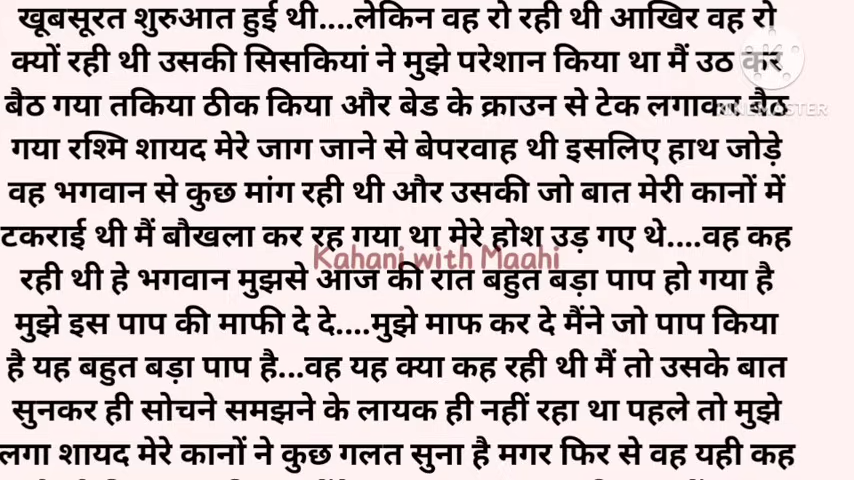 खूबसूरत शुरुआत हुई थी....लेकिन वह रो रही थी आखिर वह रो
क्यों रही थी उसकी सिसकियां ने मुझे परेशान किया था मैं उठ कर
KINEMASTER
बैठ गया तकिया ठीक किया और बेड के क्राउन से टेक लगाकर बैठ
गया रश्मि शायद मेरे जाग जाने से बेपरवाह थी इसलिए हाथ जोड़े
वह भगवान से कुछ मांग रही थी और उसकी जो बात मेरी कानों में
टकराई थी मैं बौखला कर रह गया था मेरे होश उड़ गए थे....वह कह
Kahani with Maahi
रही थी हे भगवान मुझसे आज की रात बहुत बड़ा पाप हो गया है
मुझे इस पाप की माफी दे दे....मुझे माफ कर दे मैंने जो पाप किया
है यह बहुत बड़ा पाप है...वह यह क्या कह रही थी मैं तो उसके बात
सुनकर ही सोचने समझने के लायक ही नहीं रहा था पहले तो मुझे
लगा शायद मेरे कानों ने कुछ गलत सुना है मगर फिर से वह यही कह